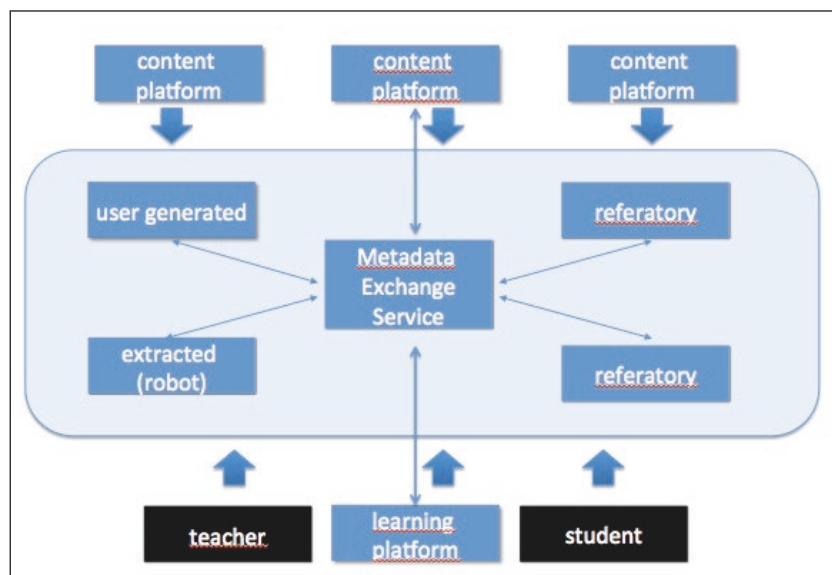 content
platform
content
platform
content
platform
user generated
referatory
Metadata
Exchange
Service
extracted
(robot)
referatory
teacher
learning
platform
student